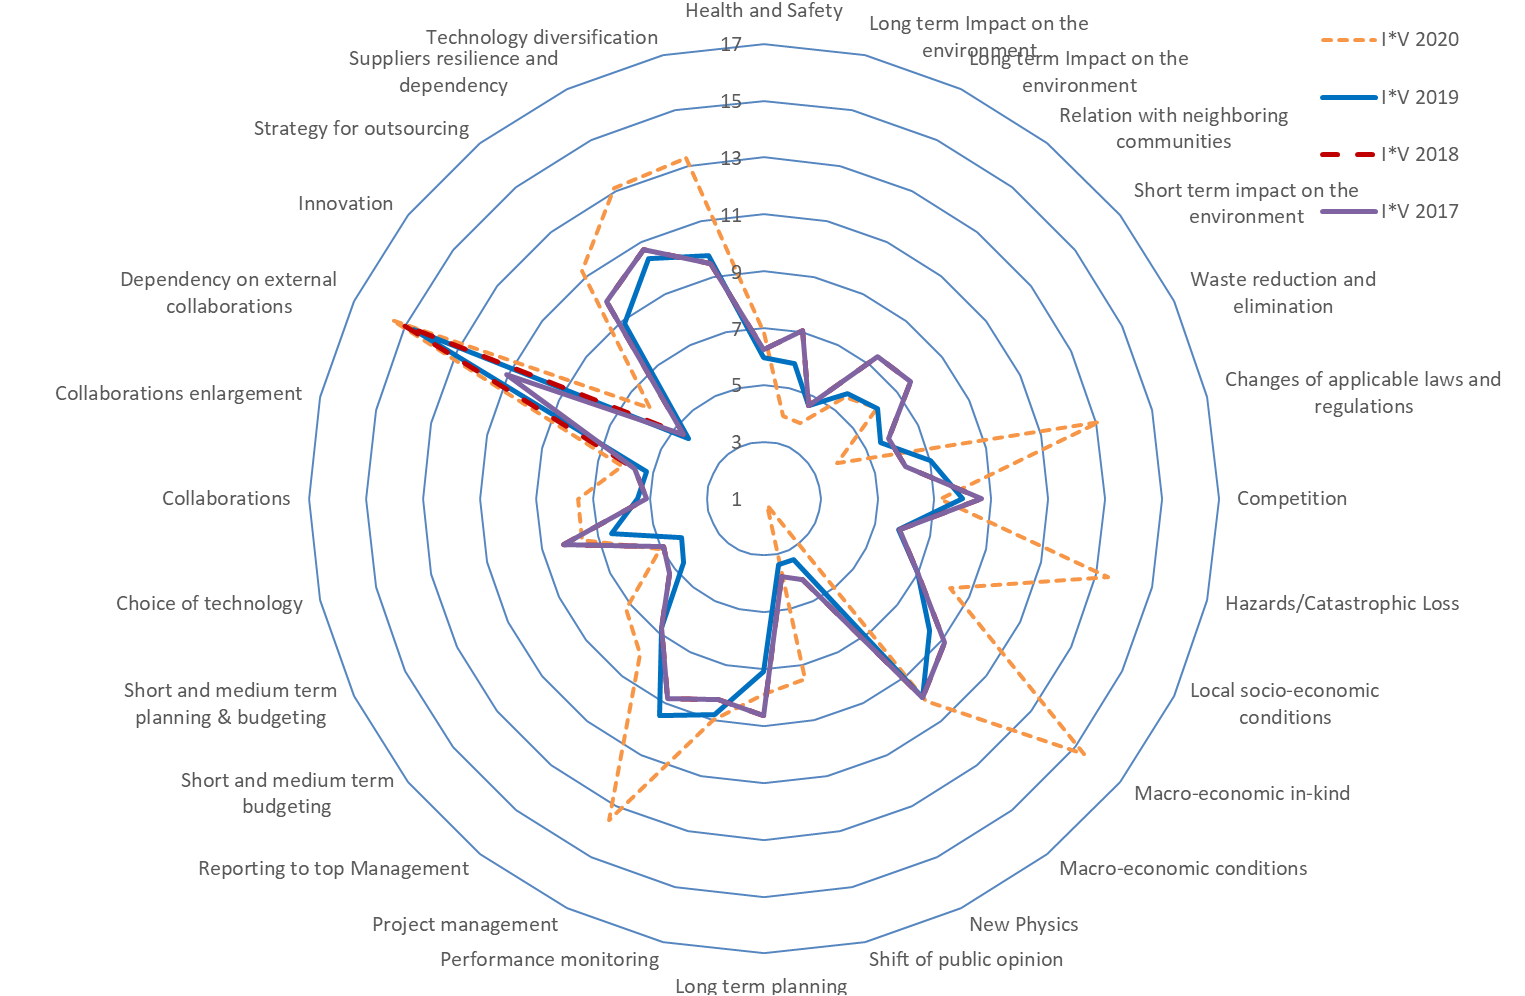 Health and Safety
Long term Impact on the
environment
Long term Impact on the
environment
Relation with neighboring
communities
Short term impact on the
environment
Waste reduction and
elimination
Changes of applicable laws and
regulations
Competition
Hazards/Catastrophic Loss
Local socio-economic
conditions
Macro-economic in-kind
Macro-economic conditions
New Physics
Shift of public opinion
Long term planning
Performance monitoring
Project management
Reporting to top Management
Short and medium term
budgeting
Short and medium term
planning & budgeting
Choice of technology
Collaborations
Collaborations enlargement
Dependency on external
collaborations
Innovation
Strategy for outsourcing
Suppliers resilience and
dependency
Technology diversification
17
15
13
11
9
7
5
3
1
I*V 2020
I*V 2019
I*V 2018
I*V 2017